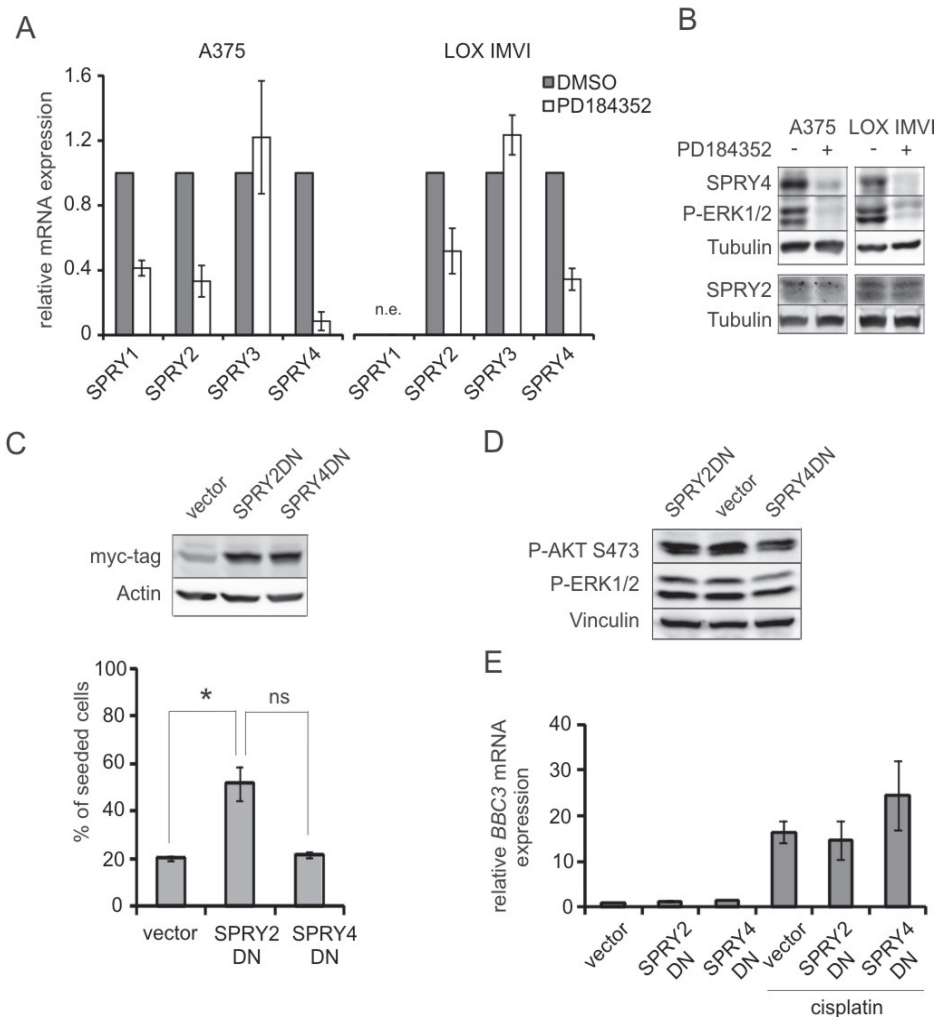 A
A375
LOX IMVI
DMSO
PD184352
relative mRNA expression
1.6
1.2
0.8
0.4
0
n.e.
SPRY1
SPRY2
SPRY3
SPRY4
SPRY1
SPRY2
SPRY3
SPRY4
B
A375 LOX IMVI
PD184352 - + - +
SPRY4
P-ERK1/2
Tubulin
SPRY2
Tubulin
C
vector
SPRY2DN
SPRY4DN
myc-tag
Actin
% of seeded cells
100
80
60
40
20
0
*
ns
vector
SPRY2 DN
SPRY4 DN
D
SPRY2DN
vector
SPRY4DN
P-AKT S473
P-ERK1/2
Vinculin
E
relative BBC3 mRNA
expression
40
30
20
10
0
vector
SPRY2
DN
SPRY4
DN
vector
SPRY2
DN
SPRY4
DN
cisplatin